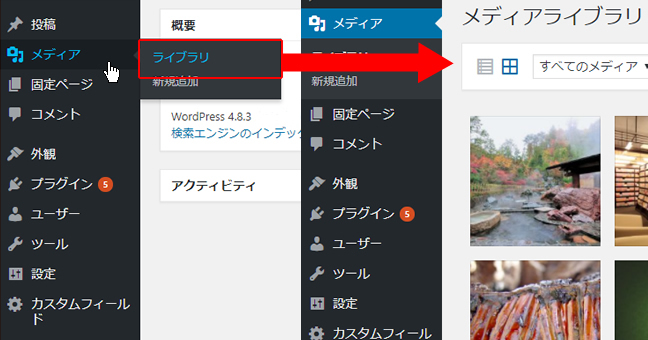 投稿
メディア
固定ページ
コメント
外観
プラグイン 5
ユーザー
ツール
設定
カスタムフィール
ド
ライブラリ
新規追加
概要
WordPress 4.8.3
検索エンジンのインデッ
アクティビティ
メディア
ライブラリ
新規追加
固定ページ
コメント
外観
プラグイン 5
ユーザー
ツール
設定
カスタムフィール
メディアライブラリ
すべてのメディア